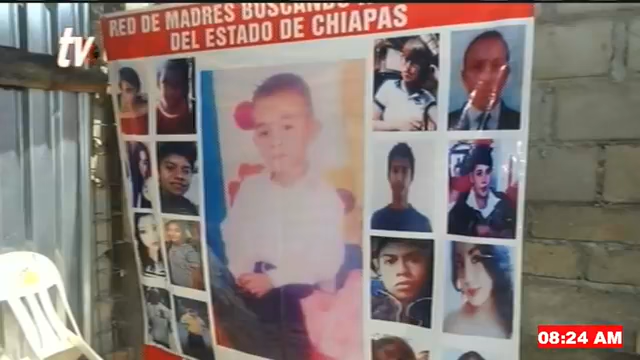 RED DE MADRES BUSCANDO
DEL ESTADO DE CHIAPAS
tv
08:24 AM